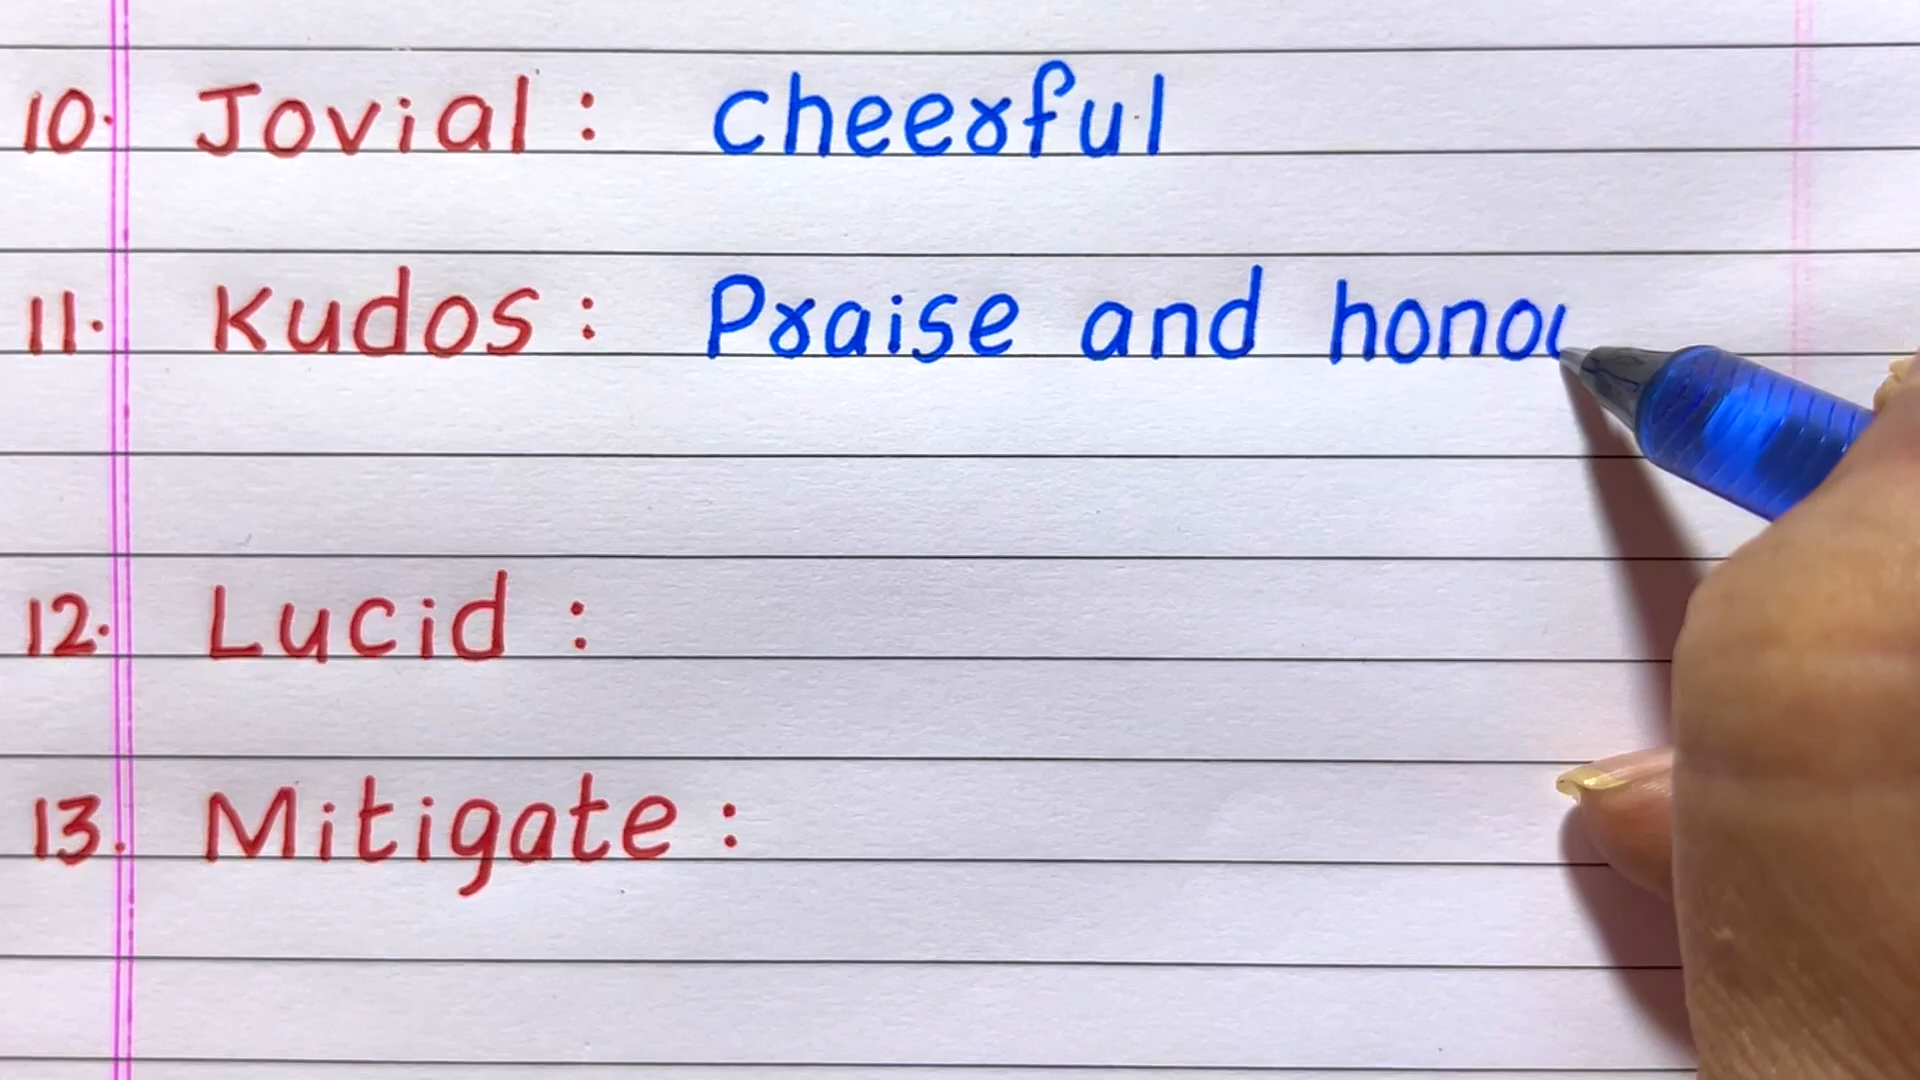 10. Jovial : cheerful
11. Kudos : Praise and
12. Lucid :
13. Mitigate :